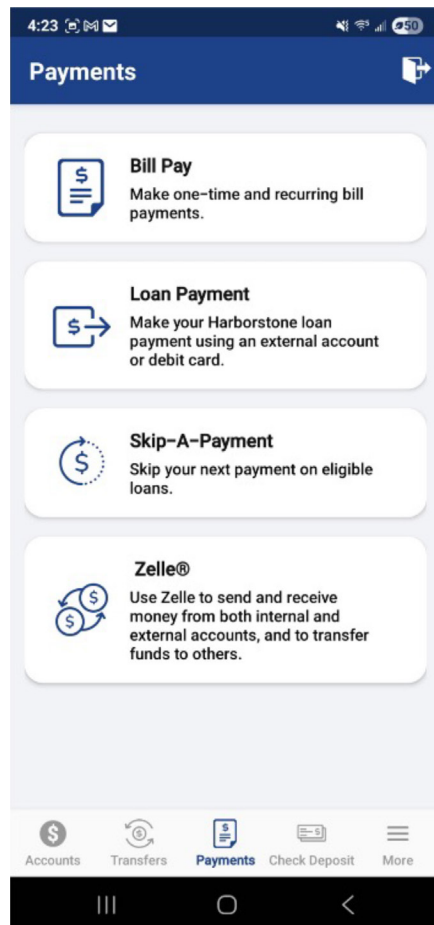 4:23
50
Payments
Bill Pay
Make one-time and recurring bill
payments.
Loan Payment
Make your Harborstone loan
payment using an external account
or debit card.
Skip-A-Payment
Skip your next payment on eligible
loans.
Zelle®
Use Zelle to send and receive
money from both internal and
external accounts, and to transfer
funds to others.
Accounts Transfers Payments Check Deposit More